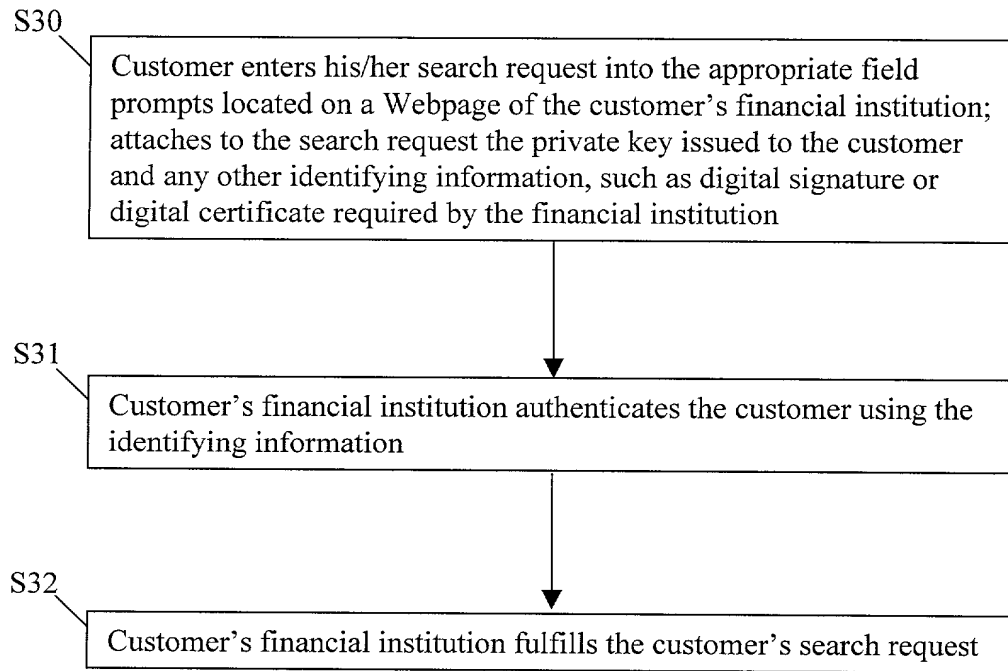 S30
Customer enters his/her search request into the appropriate field
prompts located on a Webpage of the customer's financial institution;
attaches to the search request the private key issued to the customer
and any other identifying information, such as digital signature or
digital certificate required by the financial institution
S31
Customer's financial institution authenticates the customer using the
identifying information
S32
Customer's financial institution fulfills the customer's search request